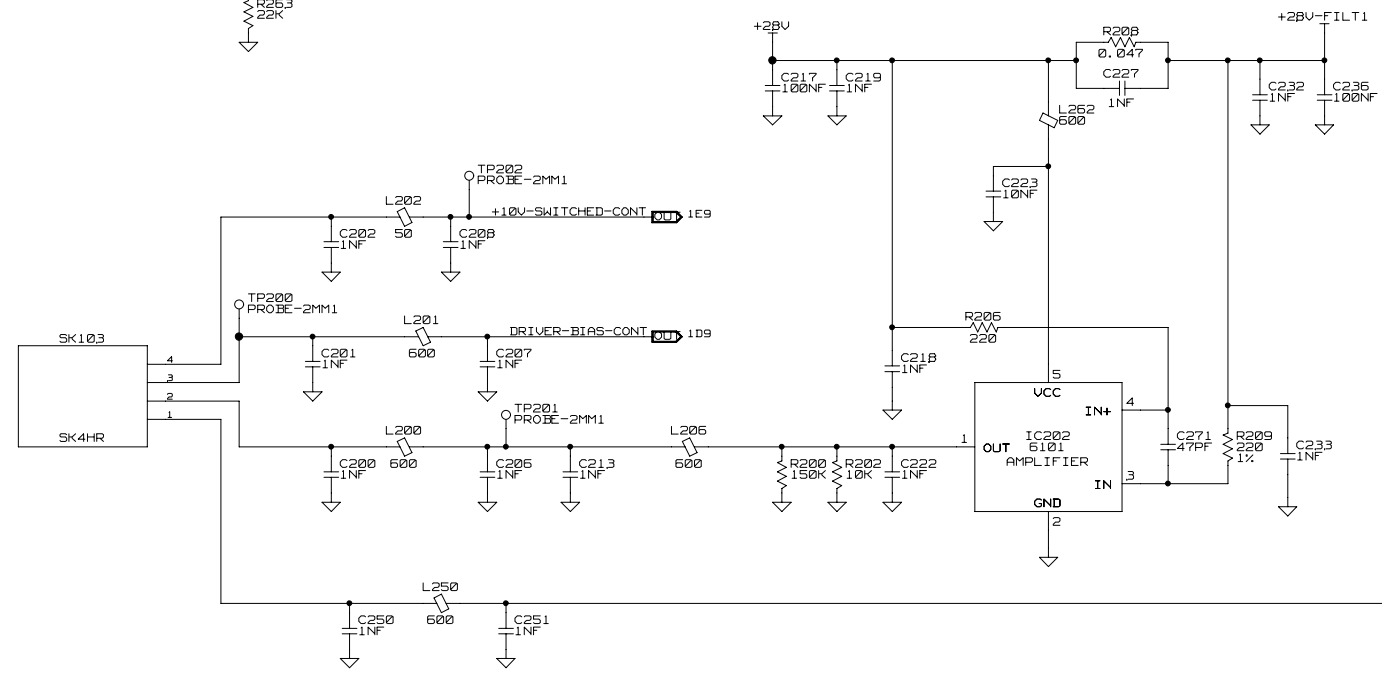 R263
22K
+28V
+28V-FILT1
R208
0.047
C217
100NF
C219
1NF
C227
1NF
C232
1NF
C236
100NF
L262
600
TP202
PROBE-2MM1
C223
10NF
L202
50
+10V-SWITCHED-CONT
OUT
1E9
C202
1NF
C208
1NF
TP200
PROBE-2MM1
L201
600
DRIVER-BIAS-CONT
OUT
1D9
R206
220
SK103
4
3
2
1
SK4HR
C201
1NF
C207
1NF
C218
1NF
5
VCC
IN+
4
TP201
PROBE-2MM1
L200
600
L206
600
1
OUT
IC202
6101
AMPLIFIER
C271
47PF
R209
220
1%
C233
1NF
C200
1NF
C206
1NF
C213
1NF
R200
150K
R202
10K
C222
1NF
IN
3
GND
2
L250
600
C250
1NF
C251
1NF